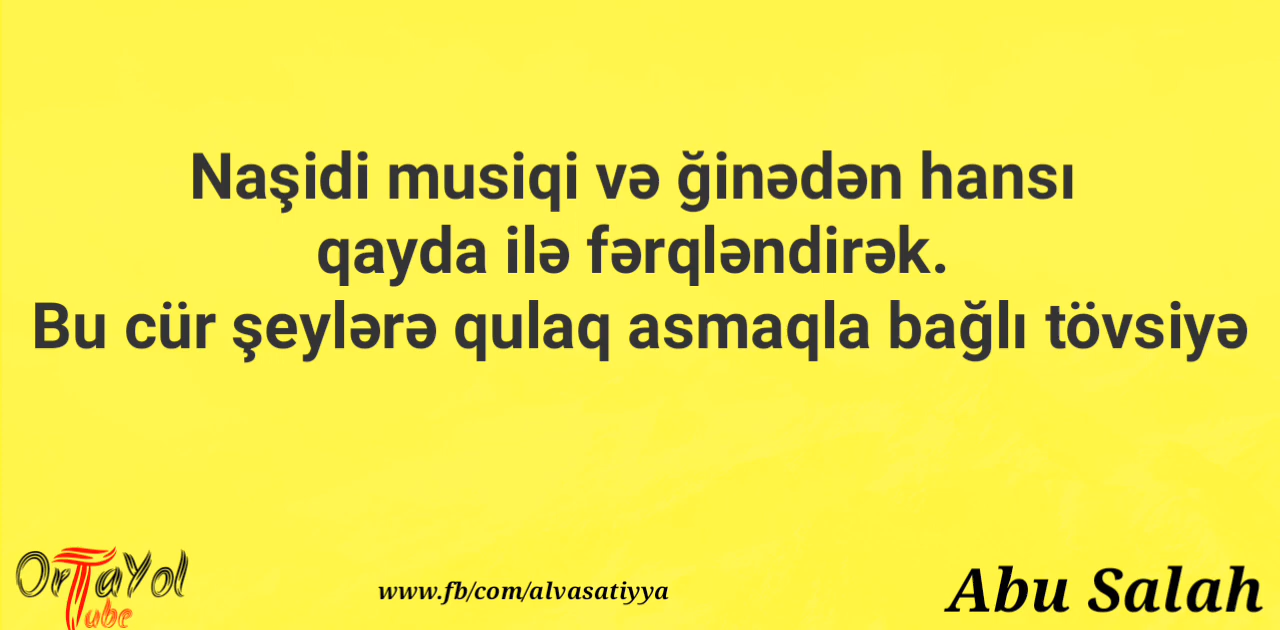 Naşidi musiqi və ğinədən hansı
qayda ilə fərqləndirək.
Bu cür şeylərə qulaq asmaqla bağlı tövsiyə
OrTaYol
Tube
www.fb/com/alvasatiyya
Abu Salah